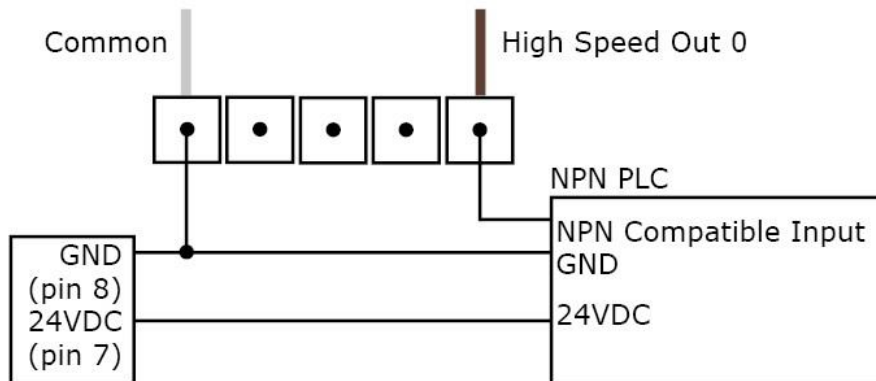 Common
High Speed Out 0
NPN PLC
NPN Compatible Input
GND
24VDC
GND
(pin 8)
24VDC
(pin 7)